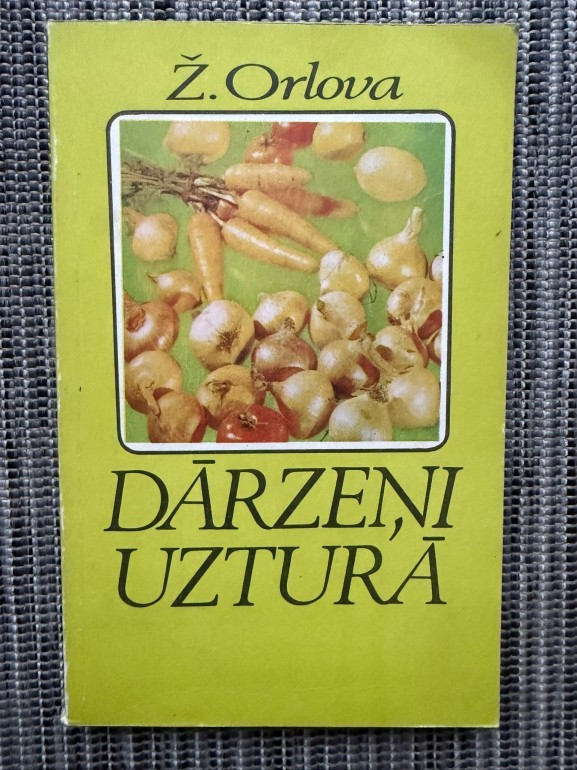 Ž. Orlova
DĀRZEŅI
UZTURĀ